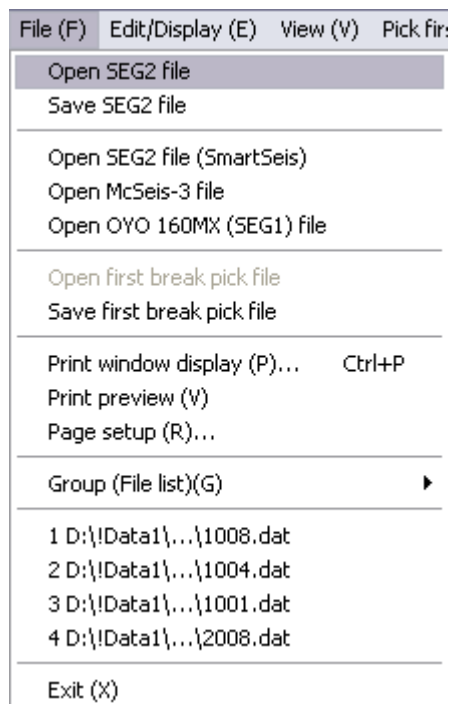 File (F) Edit/Display (E) View (V) Pick fir
Open SEG2 file
Save SEG2 file
Open SEG2 file (SmartSeis)
Open McSeis-3 file
Open OYO 160MX (SEG1) file
Open first break pick file
Save first break pick file
Print window display (P)... Ctrl+P
Print preview (V)
Page setup (R)...
Group (File list)(G)
1 D:\!Data1\...\1008.dat
2 D:\!Data1\...\1004.dat
3 D:\!Data1\...\1001.dat
4 D:\!Data1\...\2008.dat
Exit (X)